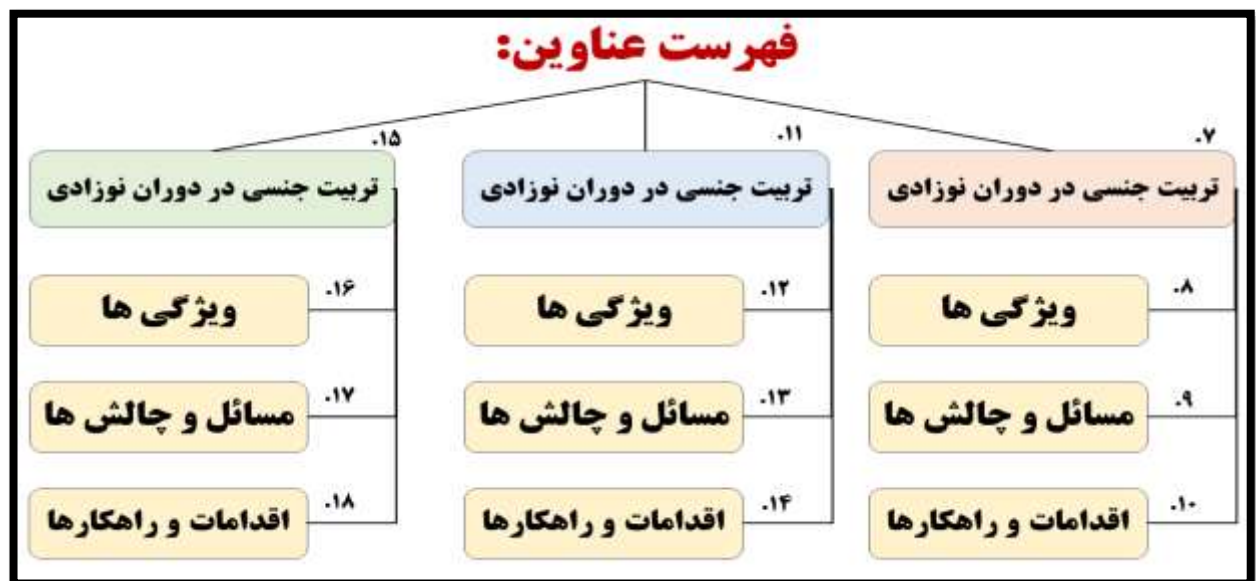 فهرست عناوین:
۷.
تربیت جنسی در دوران نوزادی
۸.
ویژگی ها
۹.
مسائل و چالش ها
۱۰.
اقدامات و راهکارها
۱۱.
تربیت جنسی در دوران نوزادی
۱۲.
ویژگی ها
۱۳.
مسائل و چالش ها
۱۴.
اقدامات و راهکارها
۱۵.
تربیت جنسی در دوران نوزادی
۱۶.
ویژگی ها
۱۷.
مسائل و چالش ها
۱۸.
اقدامات و راهکارها